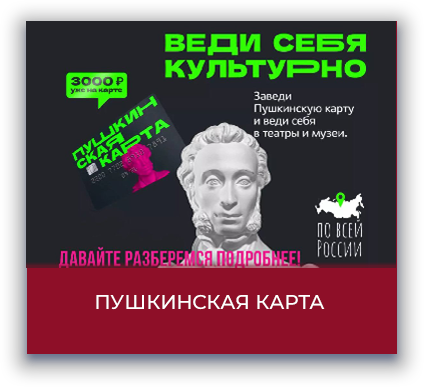 ВЕДИ СЕБЯ
КУЛЬТУРНО
3000 ₽
уже на карте
Заведи
Пушкинскую карту
и веди себя
в театры и музеи.
ПУШКИН
СКАЯ
КАРТА
ПО ВСЕЙ
РОССИИ
ДАВАЙТЕ РАЗБЕРЕМСЯ ПОДРОБНЕЕ!
ПУШКИНСКАЯ КАРТА